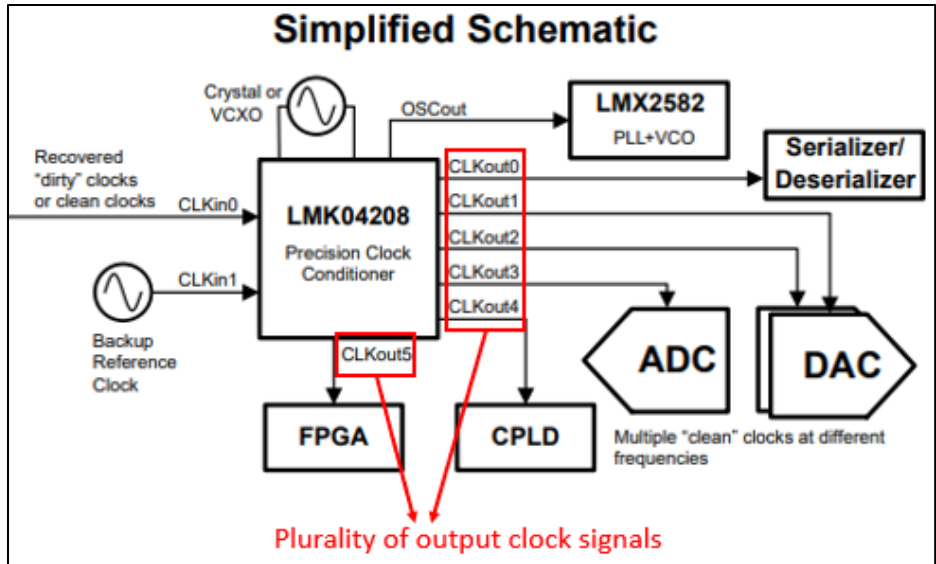 Simplified Schematic
Crystal or
VCXO
OSCout
LMX2582
PLL+VCO
Recovered
"dirty" clocks
or clean clocks
CLKin0
LMK04208
Precision Clock
Conditioner
CLKout0
CLKout1
CLKout2
CLKout3
CLKout4
Serializer/
Deserializer
CLKin1
Backup
Reference
Clock
CLKout5
FPGA
CPLD
ADC
DAC
Multiple "clean" clocks at different
frequencies
Plurality of output clock signals